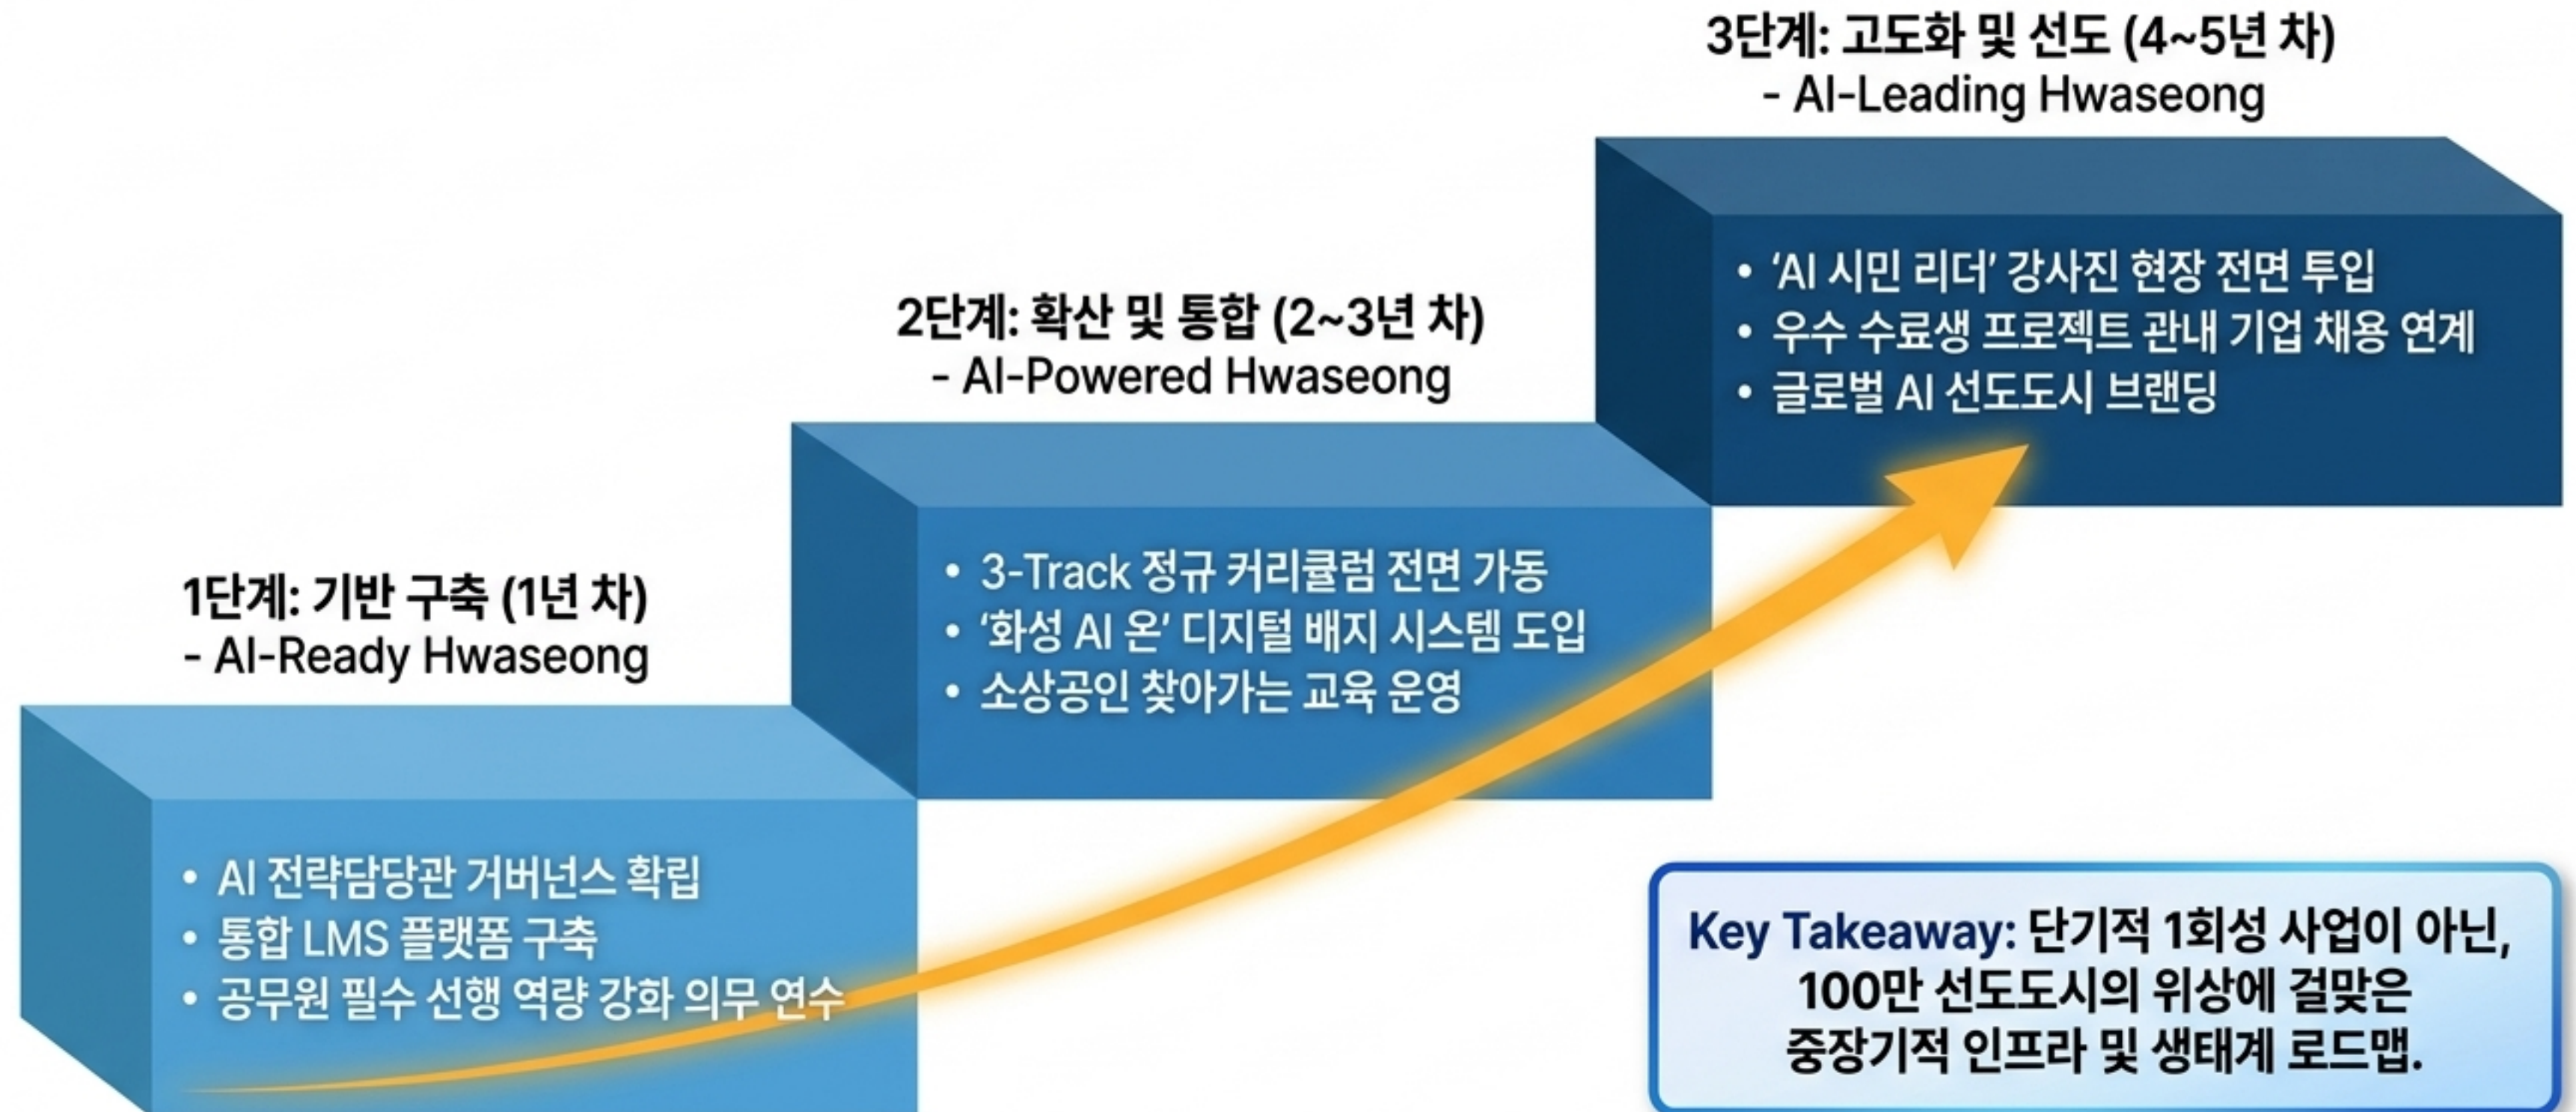 1단계: 기반 구축 (1년 차)
- AI-Ready Hwaseong
• AI 전략담당관 거버넌스 확립
• 통합 LMS 플랫폼 구축
• 공무원 필수 선행 역량 강화 의무 연수
2단계: 확산 및 통합 (2~3년 차)
- AI-Powered Hwaseong
• 3-Track 정규 커리큘럼 전면 가동
• ‘화성 AI 온’ 디지털 배지 시스템 도입
• 소상공인 찾아가는 교육 운영
3단계: 고도화 및 선도 (4~5년 차)
- AI-Leading Hwaseong
• ‘AI 시민 리더’ 강사진 현장 전면 투입
• 우수 수료생 프로젝트 관내 기업 채용 연계
• 글로벌 AI 선도도시 브랜딩
Key Takeaway: 단기적 1회성 사업이 아닌,
100만 선도도시의 위상에 걸맞은
중장기적 인프라 및 생태계 로드맵.